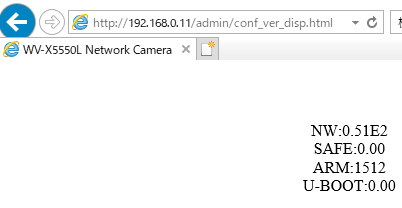 http://192.168.0.11/admin/conf_ver_disp.html
WV-X5550L Network Camera
NW:0.51E2
SAFE:0.00
ARM:1512
U-BOOT:0.00